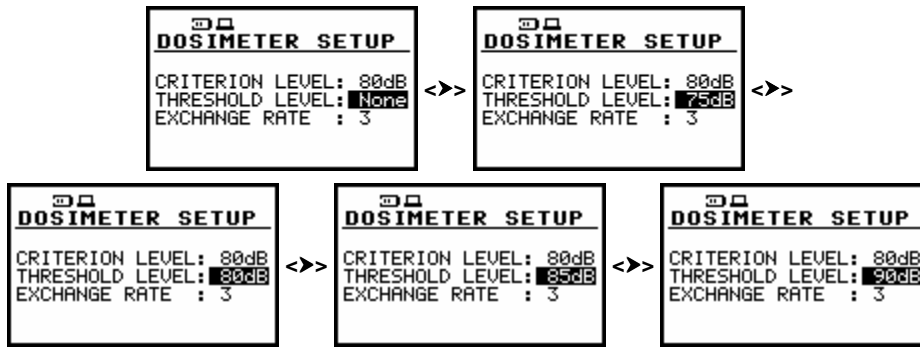 DOSIMETER SETUP
CRITERION LEVEL: 80dB
THRESHOLD LEVEL: None
EXCHANGE RATE : 3
<➤>
DOSIMETER SETUP
CRITERION LEVEL: 80dB
THRESHOLD LEVEL: 75dB
EXCHANGE RATE : 3
<➤>
DOSIMETER SETUP
CRITERION LEVEL: 80dB
THRESHOLD LEVEL: 80dB
EXCHANGE RATE : 3
<➤>
DOSIMETER SETUP
CRITERION LEVEL: 80dB
THRESHOLD LEVEL: 85dB
EXCHANGE RATE : 3
<➤>
DOSIMETER SETUP
CRITERION LEVEL: 80dB
THRESHOLD LEVEL: 90dB
EXCHANGE RATE : 3